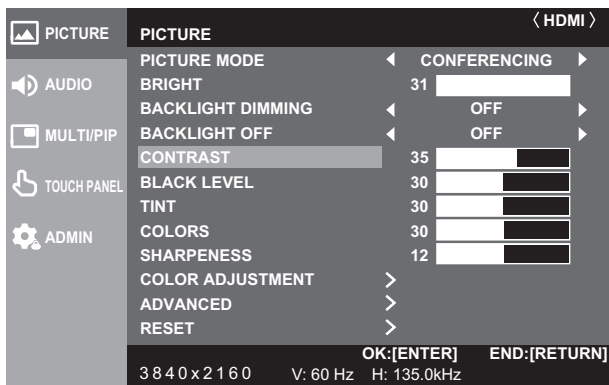 PICTURE
AUDIO
MULTI/PIP
TOUCH PANEL
ADMIN
PICTURE 〈HDMI〉
PICTURE MODE CONFERENCING
BRIGHT 31
BACKLIGHT DIMMING OFF
BACKLIGHT OFF OFF
CONTRAST 35
BLACK LEVEL 30
TINT 30
COLORS 30
SHARPENESS 12
COLOR ADJUSTMENT
ADVANCED
RESET
OK:[ENTER] END:[RETURN]
3840x2160 V: 60 Hz H: 135.0kHz